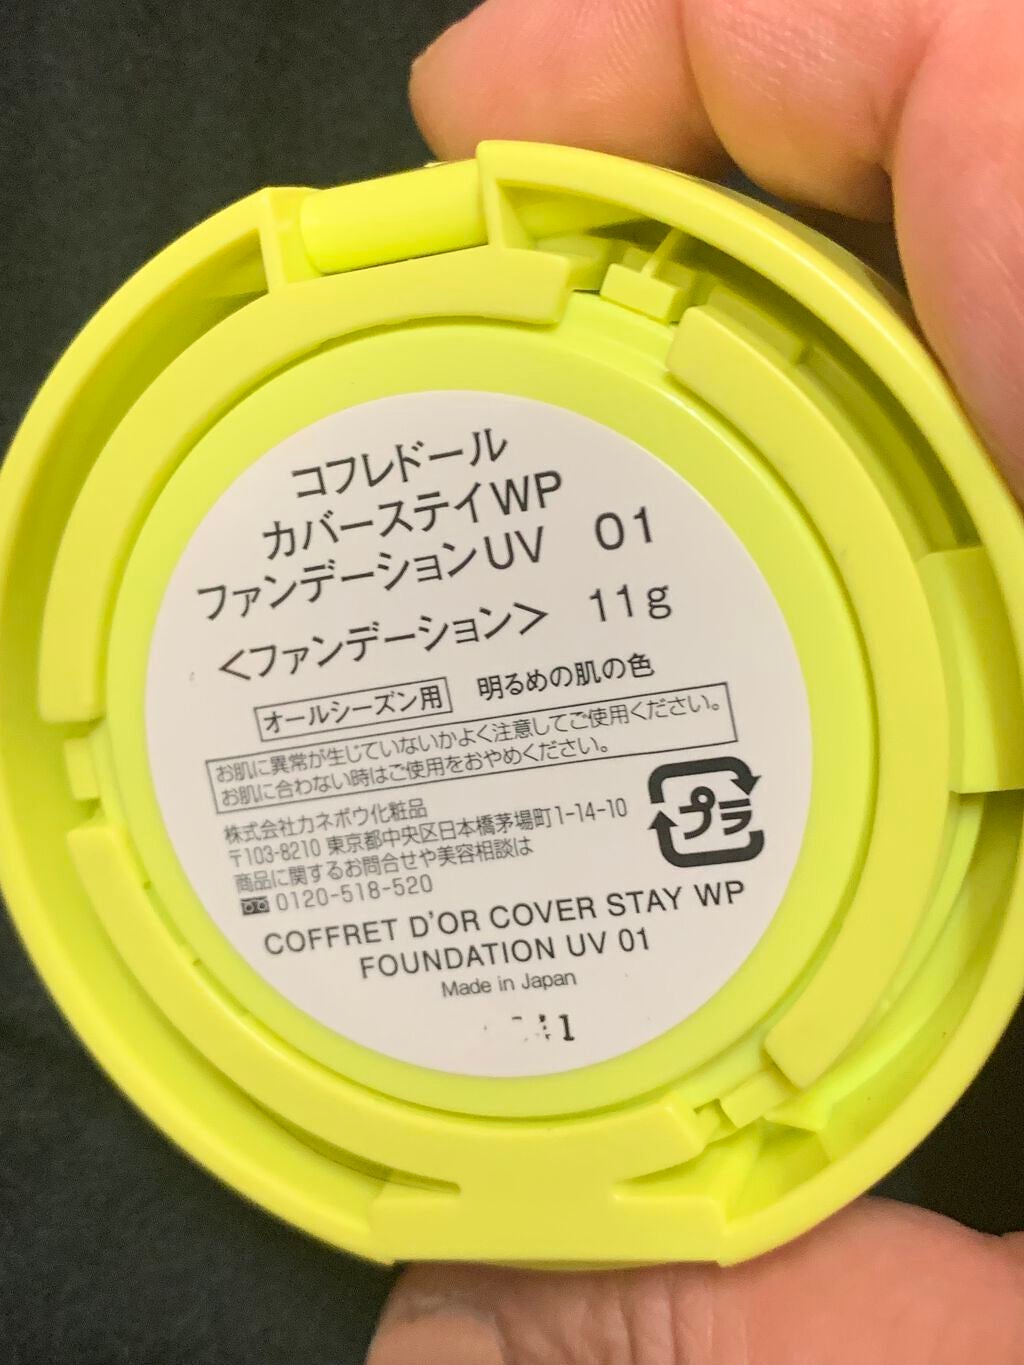 コフレドール
カバーステイWP
ファンデーションUV 01
<ファンデーション> 11g
オールシーズン用 明るめの肌の色
お肌に異常が生じていないかよく注意してご使用ください。
お肌に合わない時はご使用をおやめください。
株式会社カネボウ化粧品
〒103-8210 東京都中央区日本橋茅場町1-14-10
商品に関するお問合せや美容相談は
0120-518-520
プラ
COFFRET D'OR COVER STAY WP
FOUNDATION UV 01
Made in Japan